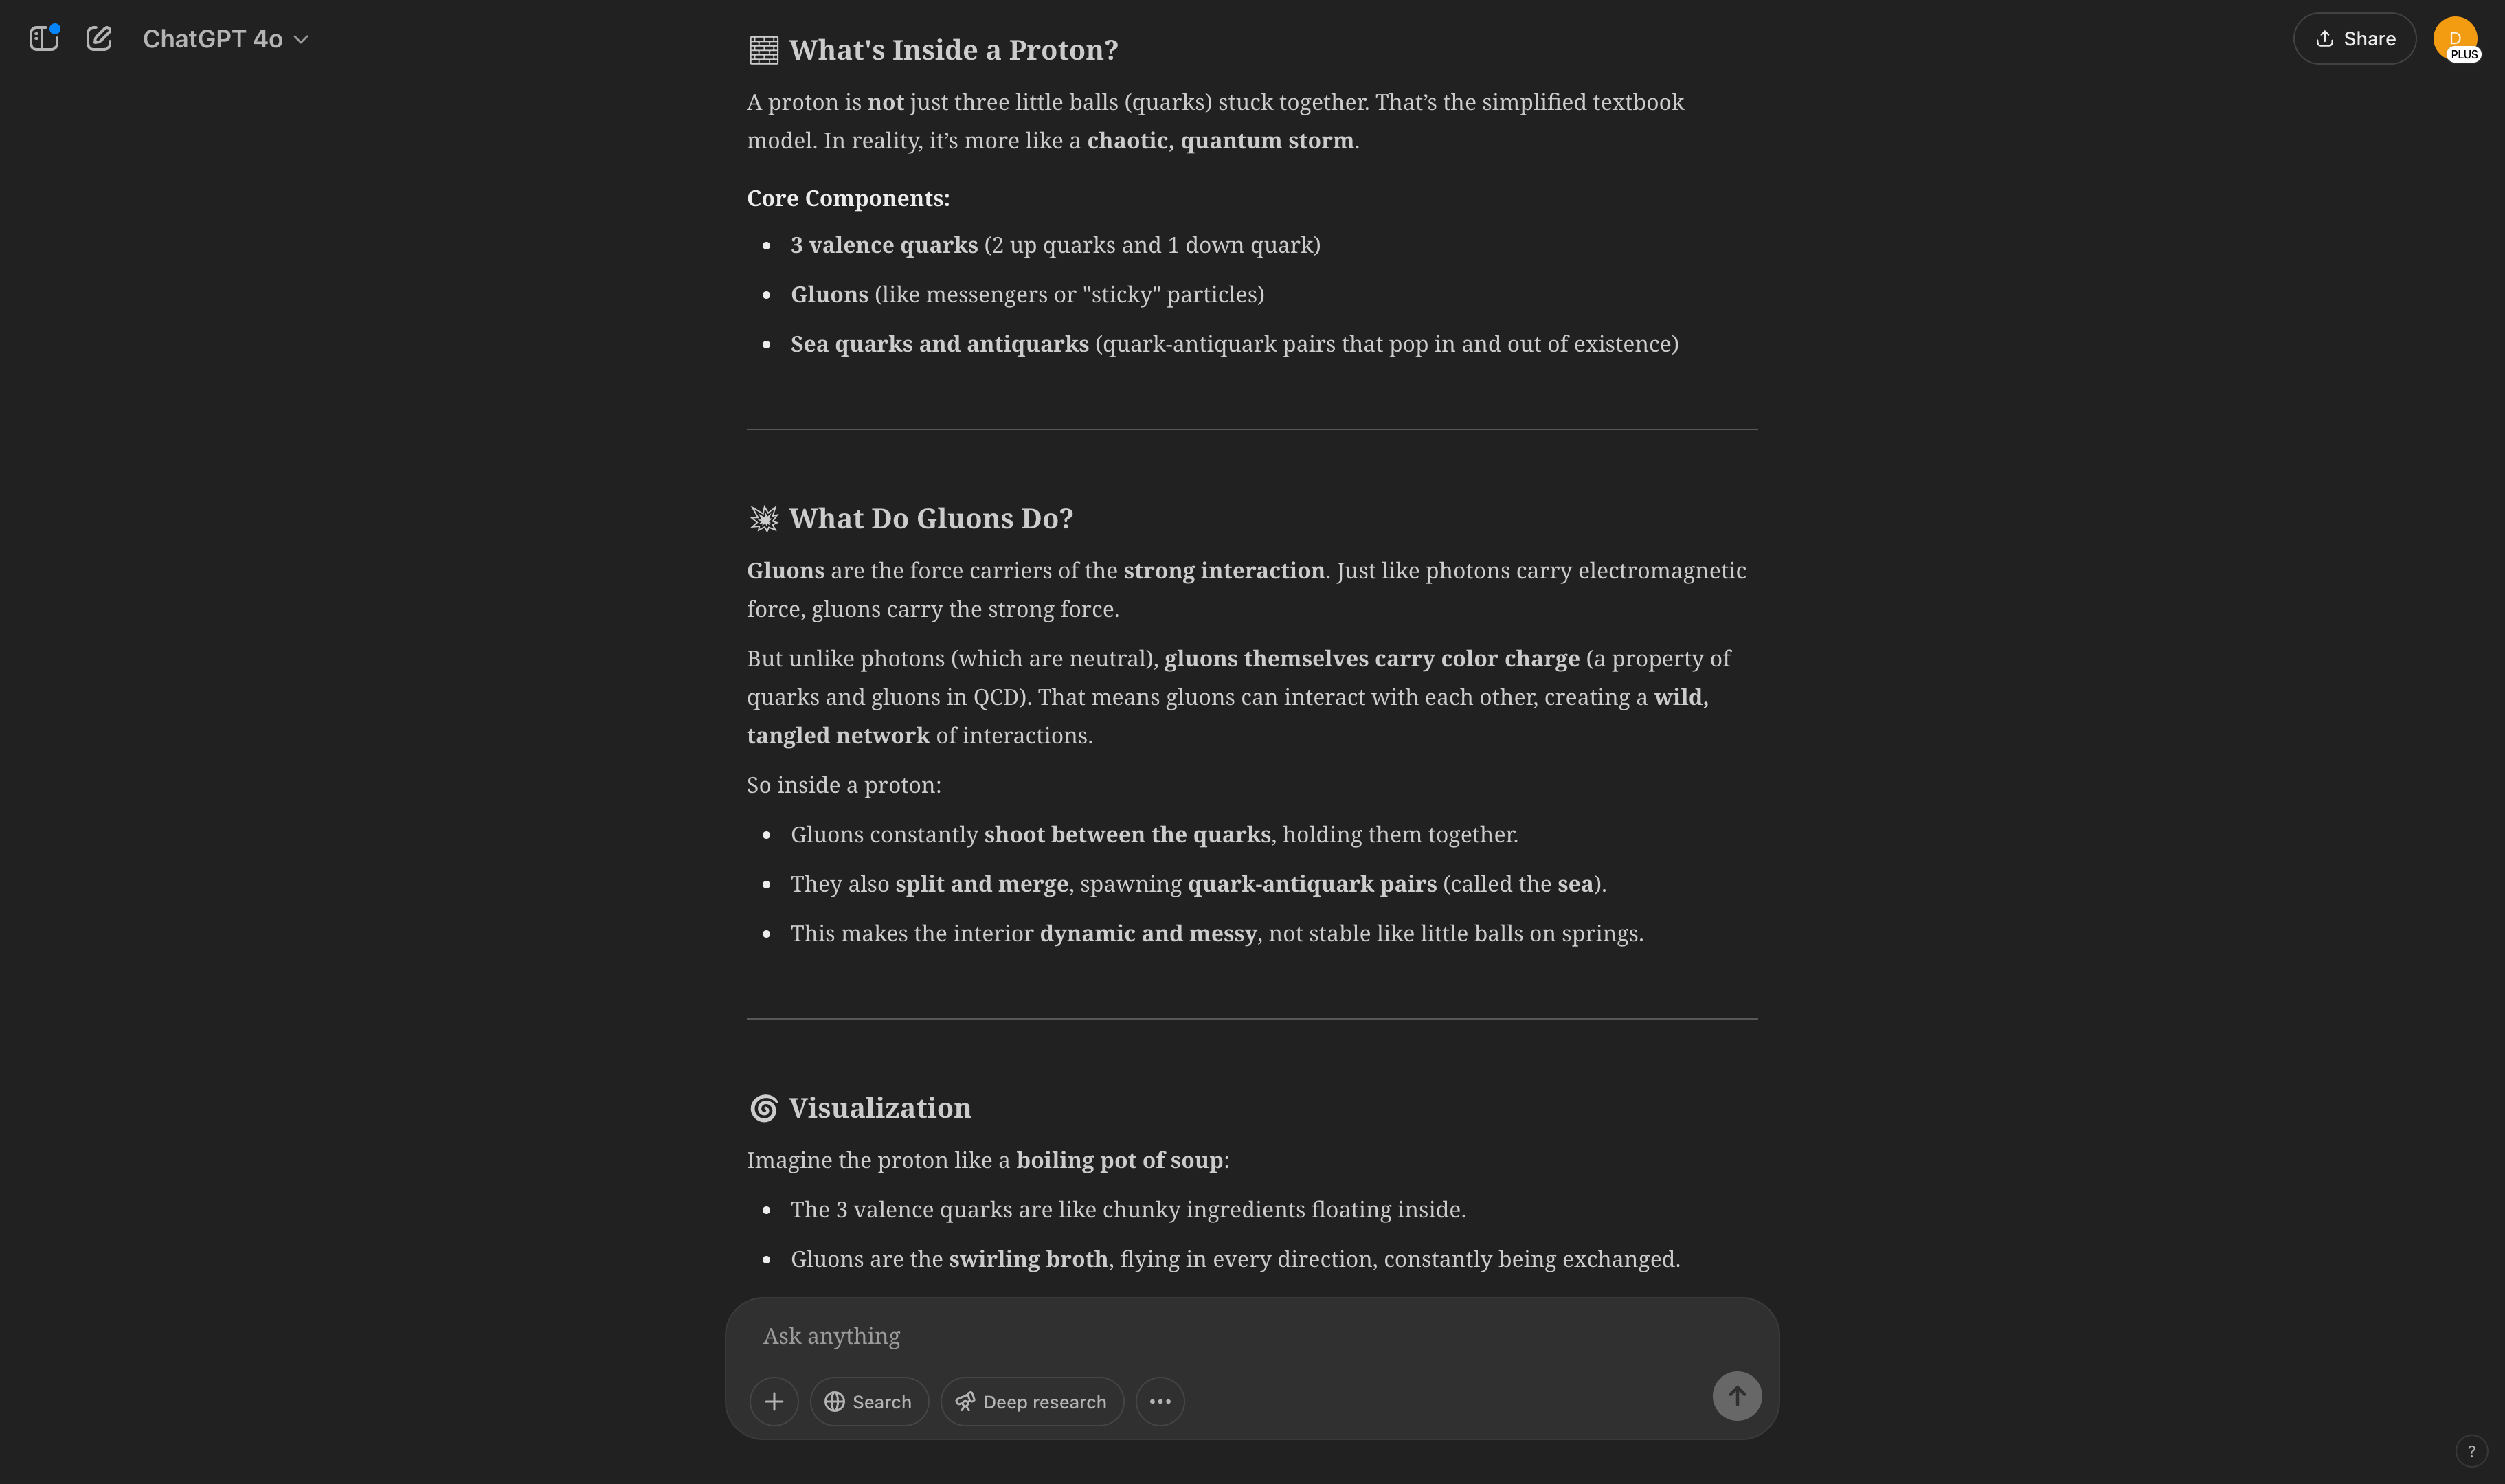 ChatGPT 4o
Share
D
PLUS
What's Inside a Proton?
A proton is not just three little balls (quarks) stuck together. That’s the simplified textbook
model. In reality, it’s more like a chaotic, quantum storm.
Core Components:
• 3 valence quarks (2 up quarks and 1 down quark)
• Gluons (like messengers or "sticky" particles)
• Sea quarks and antiquarks (quark-antiquark pairs that pop in and out of existence)
What Do Gluons Do?
Gluons are the force carriers of the strong interaction. Just like photons carry electromagnetic
force, gluons carry the strong force.
But unlike photons (which are neutral), gluons themselves carry color charge (a property of
quarks and gluons in QCD). That means gluons can interact with each other, creating a wild,
tangled network of interactions.
So inside a proton:
• Gluons constantly shoot between the quarks, holding them together.
• They also split and merge, spawning quark-antiquark pairs (called the sea).
• This makes the interior dynamic and messy, not stable like little balls on springs.
Visualization
Imagine the proton like a boiling pot of soup:
• The 3 valence quarks are like chunky ingredients floating inside.
• Gluons are the swirling broth, flying in every direction, constantly being exchanged.
Ask anything
Search
Deep research
?